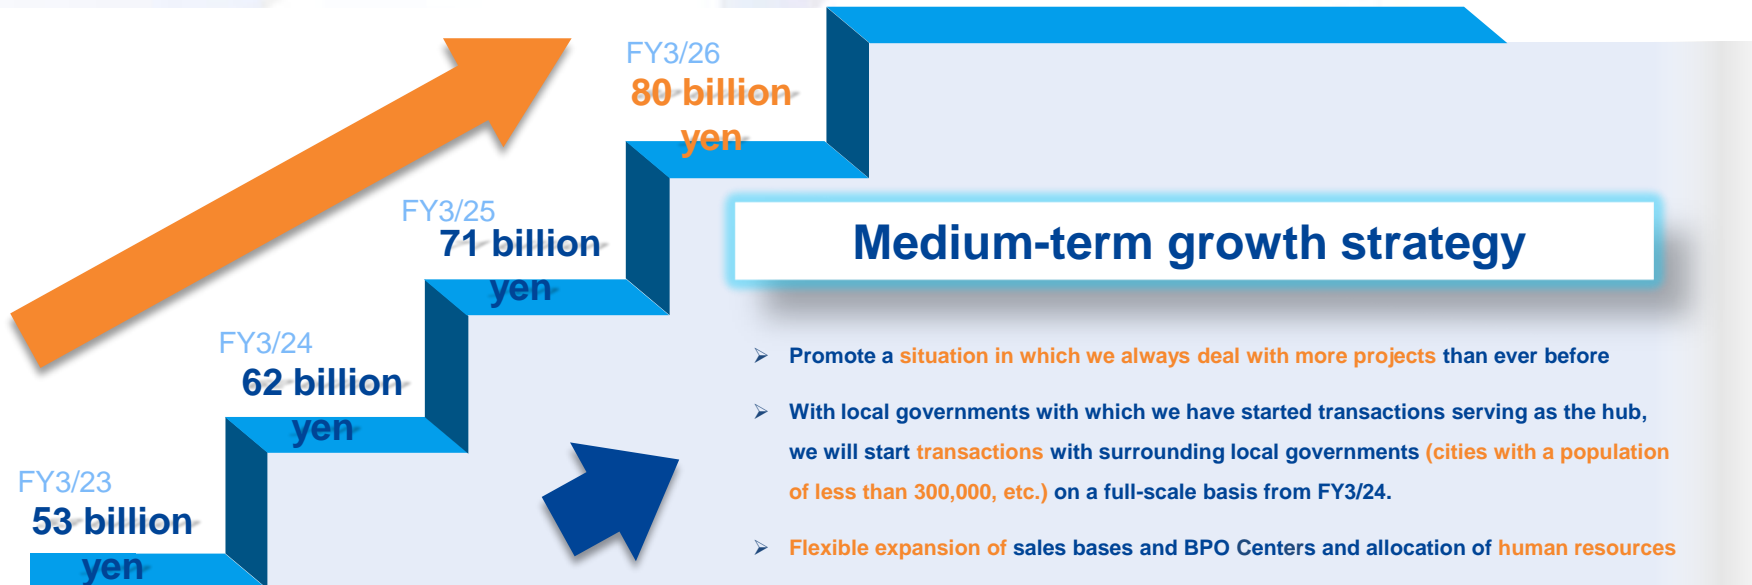 FY3/26
80 billion
yen
FY3/25
71 billion
yen
FY3/24
62 billion
yen
FY3/23
53 billion
yen
Medium-term growth strategy
➢ Promote a situation in which we always deal with more projects than ever before
➢ With local governments with which we have started transactions serving as the hub,
we will start transactions with surrounding local governments (cities with a population
of less than 300,000, etc.) on a full-scale basis from FY3/24.
➢ Flexible expansion of sales bases and BPO Centers and allocation of human resources